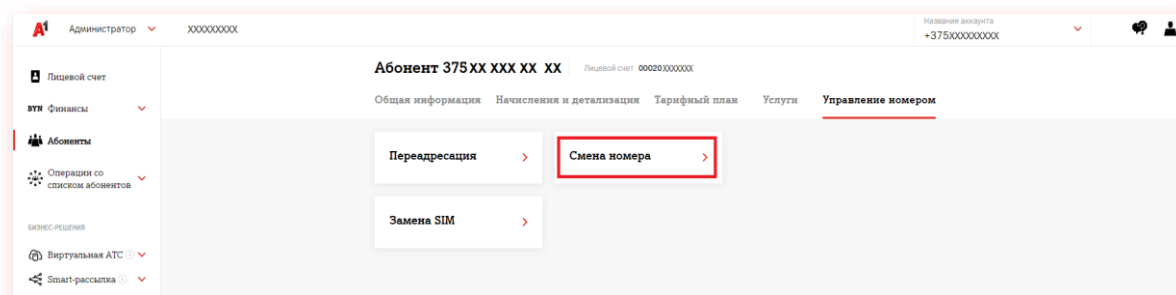 A1 Администратор XXXXXXXXX
Название аккаунта
+375XXXXXXXXX
Абонент 375 XX XXX XX XX Лицевой счет 00020XXXXXXX
Общая информация Начисления и детализация Тарифный план Услуги Управление номером
Лицевой счет
BYN Финансы
Абоненты
Операции со
списком абонентов
БИЗНЕС-РЕШЕНИЯ
Виртуальная АТС
Smart-рассылка
Переадресация
Смена номера
Замена SIM